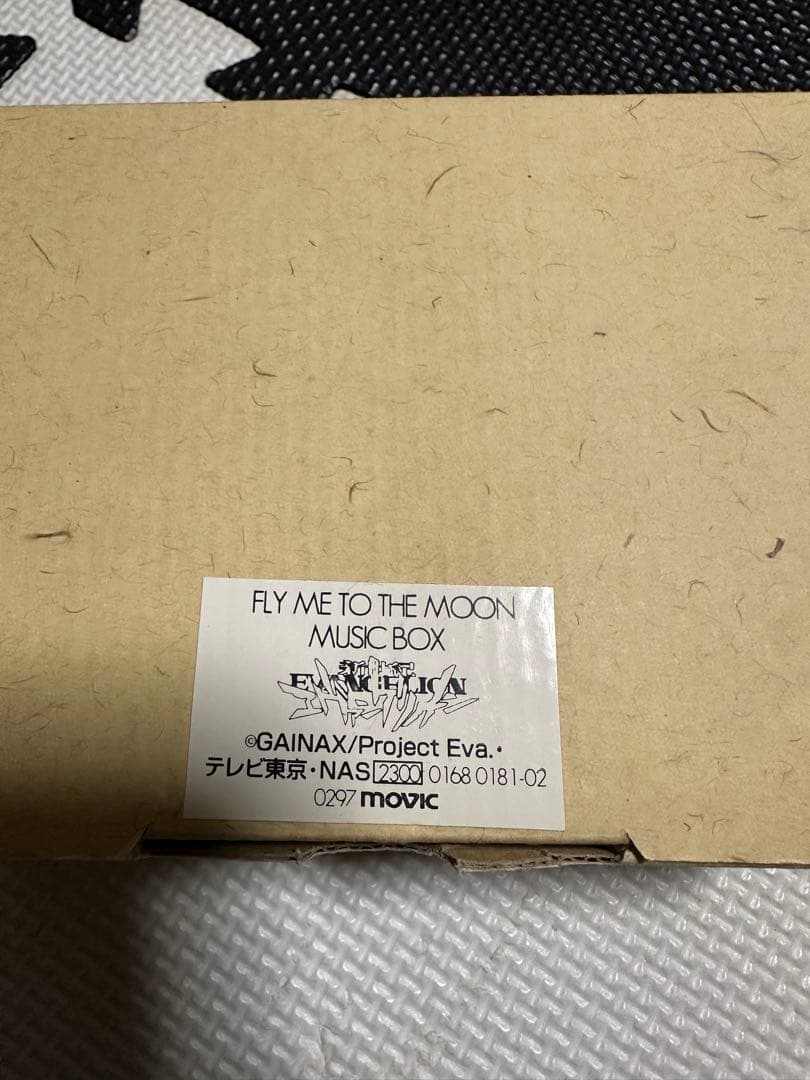 FLY ME TO THE MOON
MUSIC BOX
新世紀
EVANGELION
エヴァンゲリオン
©GAINAX/Project Eva.・
テレビ東京・NAS 2300 0168 0181-02
0297 movic